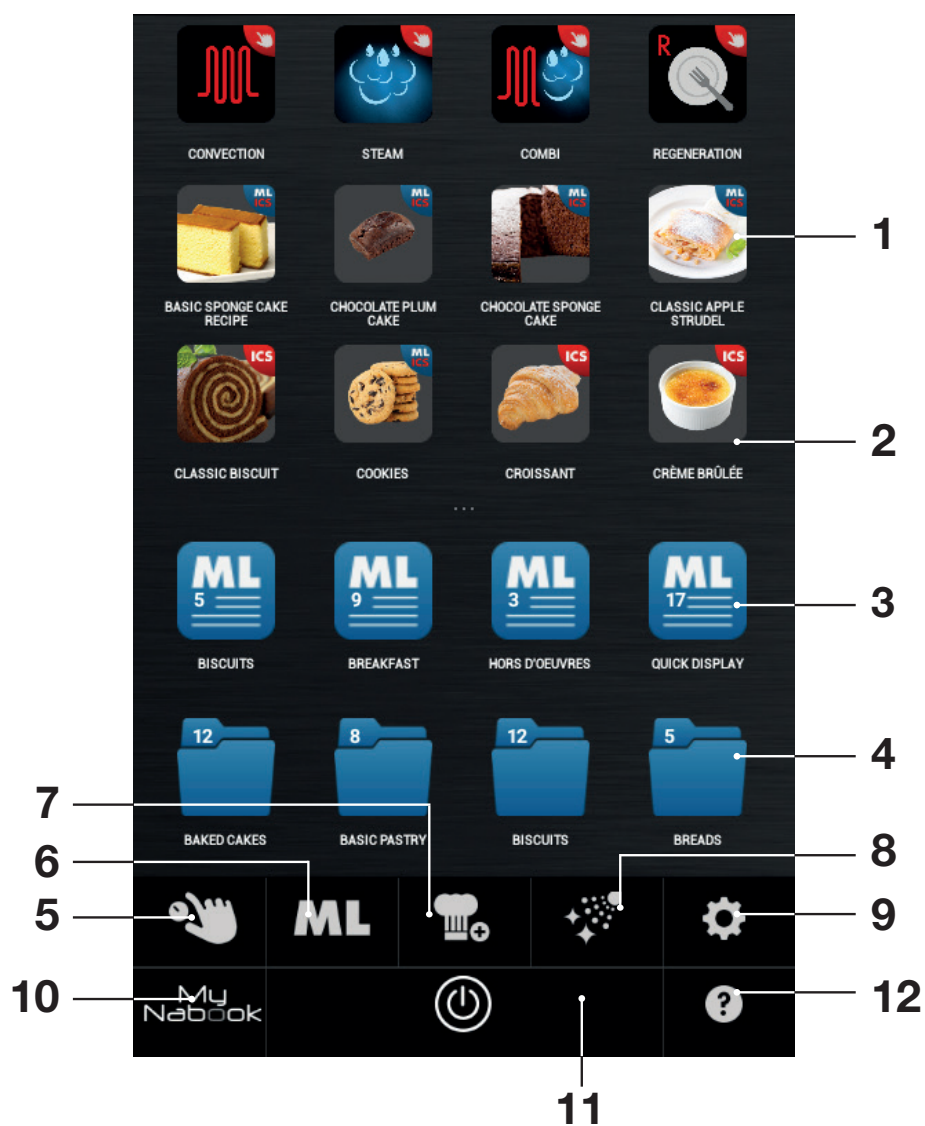 R
CONVECTION STEAM COMBI REGENERATION
ML ML ML ML
ICS ICS ICS ICS
1
BASIC SPONGE CAKE CHOCOLATE PLUM CHOCOLATE SPONGE CLASSIC APPLE
RECIPE CAKE CAKE STRUDEL
ICS ML ICS ICS
ICS
2
CLASSIC BISCUIT COOKIES CROISSANT CRÈME BRÛLÉE
...
ML ML ML ML
5 9 3 17 3
BISCUITS BREAKFAST HORS D'OEUVRES QUICK DISPLAY
12 8 12 5
4
7
BAKED CAKES BASIC PASTRY BISCUITS BREADS
6 8
5 ML 9
10 My 12
Nabook ?
11